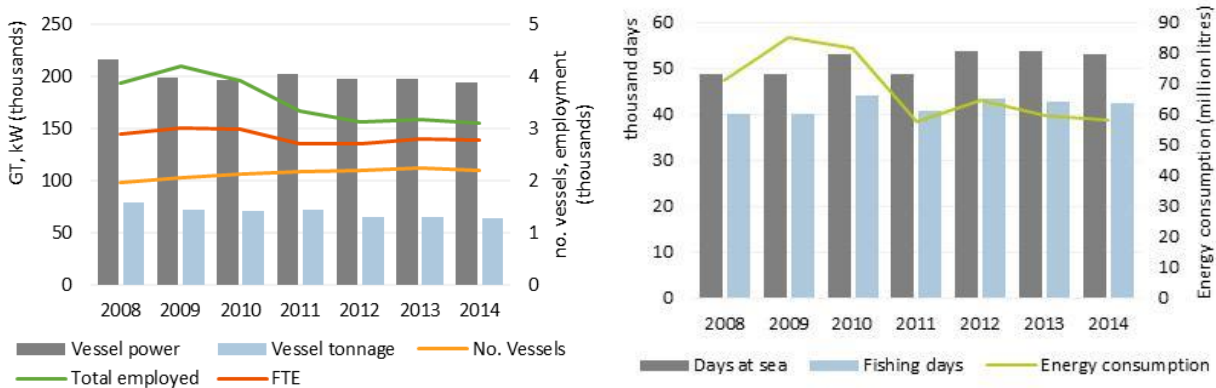 GT, kW (thousands)
250
200
150
100
50
0
5
4
3
2
1
0
no. vessels, employment
(thousands)
2008 2009 2010 2011 2012 2013 2014
Vessel power Vessel tonnage No. Vessels
Total employed FTE
thousand days
60
50
40
30
20
10
0
90
80
70
60
50
40
30
20
10
0
Energy consumption (million litres)
2008 2009 2010 2011 2012 2013 2014
Days at sea Fishing days Energy consumption